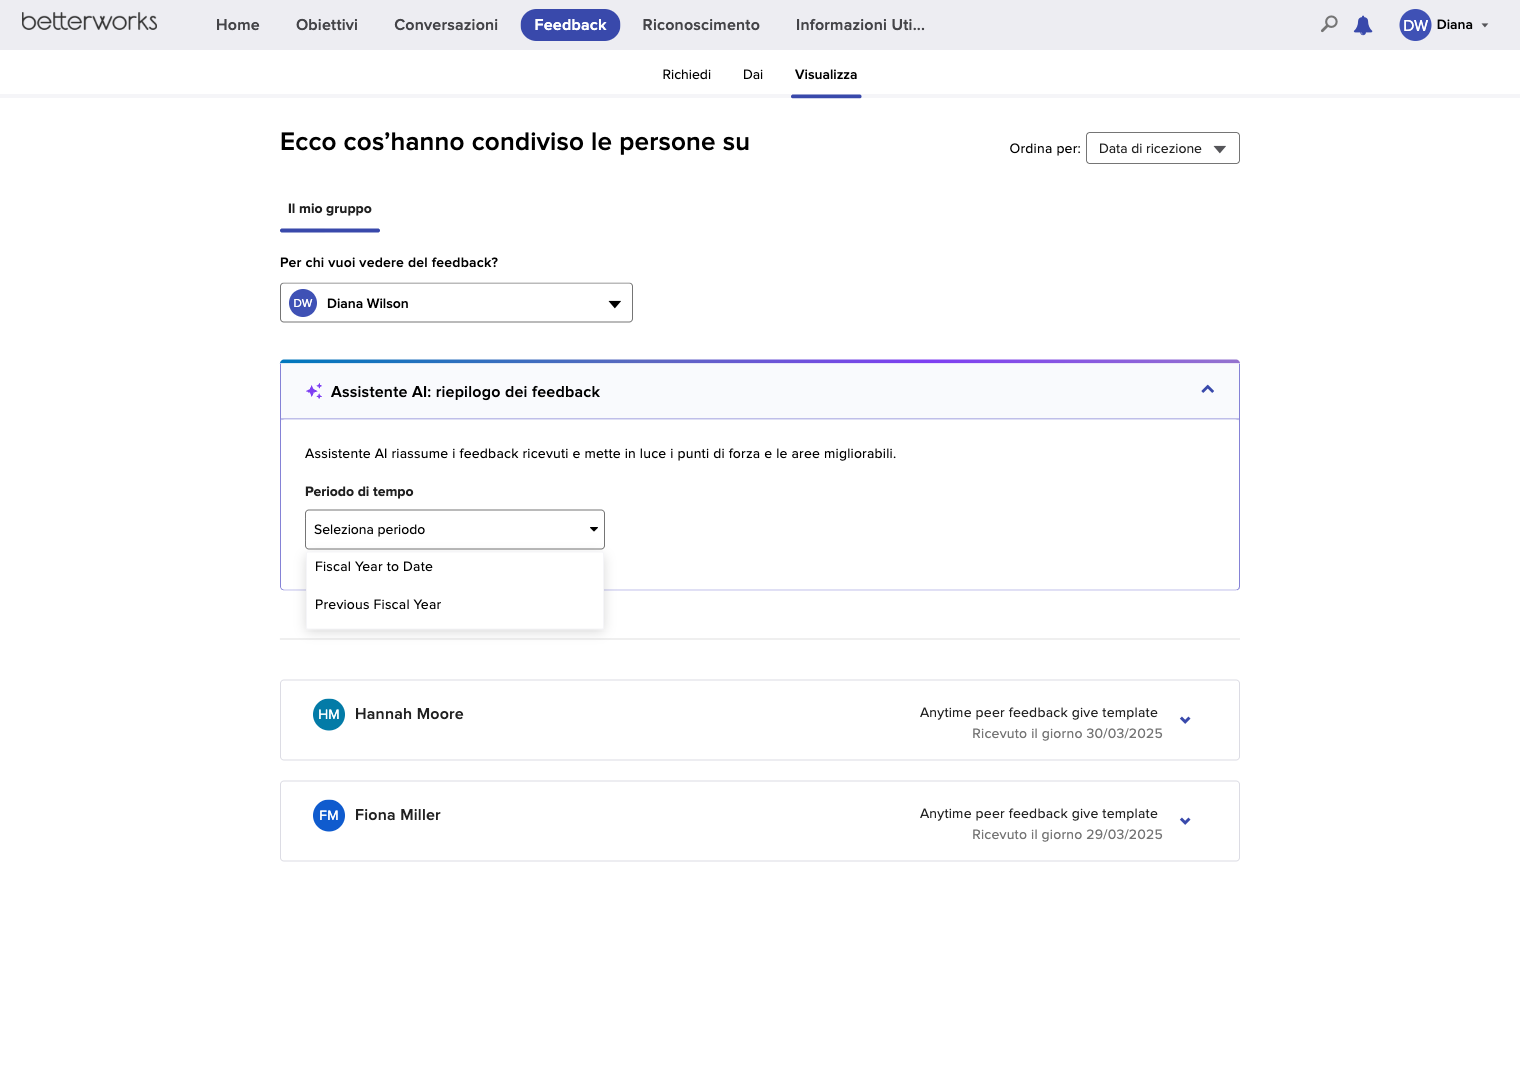 betterworks
Home Obiettivi Conversazioni Feedback Riconoscimento Informazioni Uti... DW Diana
Richiedi Dai Visualizza
Ecco cos’hanno condiviso le persone su
Ordina per: Data di ricezione
Il mio gruppo
Per chi vuoi vedere del feedback?
DW Diana Wilson
Assistente AI: riepilogo dei feedback
Assistente AI riassume i feedback ricevuti e mette in luce i punti di forza e le aree migliorabili.
Periodo di tempo
Seleziona periodo
Fiscal Year to Date
Previous Fiscal Year
HM Hannah Moore
Anytime peer feedback give template
Ricevuto il giorno 30/03/2025
FM Fiona Miller
Anytime peer feedback give template
Ricevuto il giorno 29/03/2025